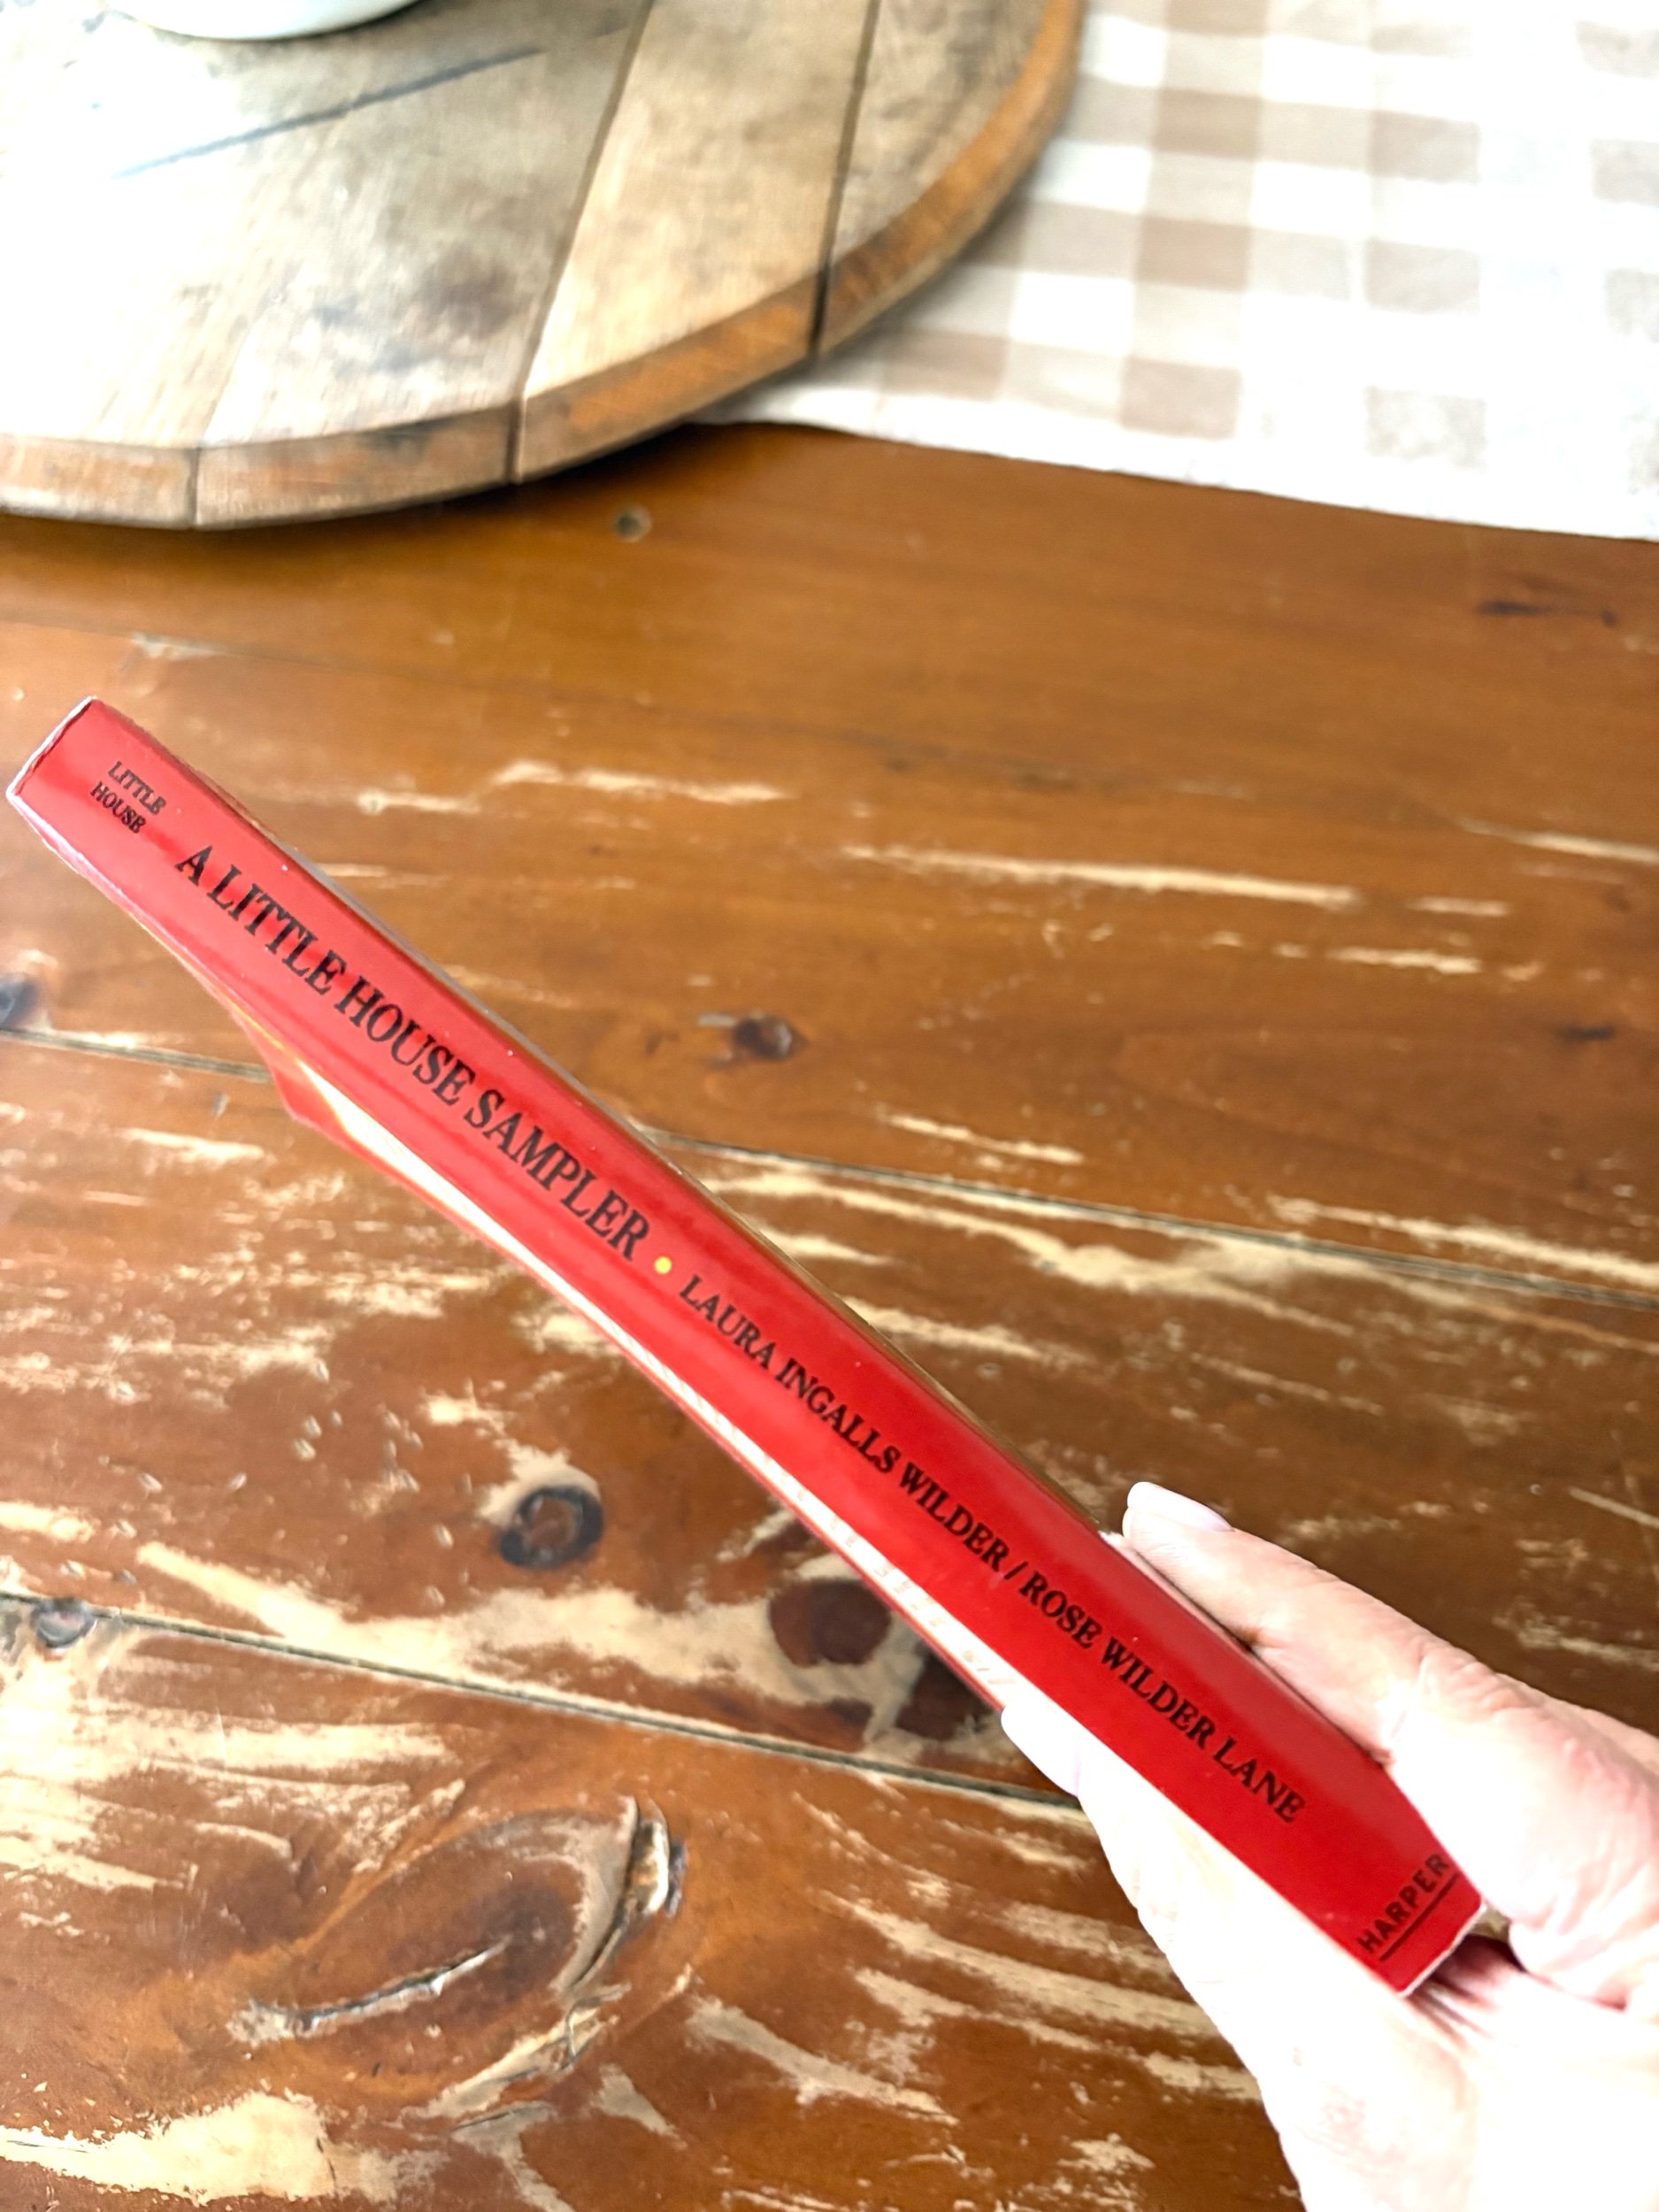 LITTLE
HOUSE
A LITTLE HOUSE SAMPLER • LAURA INGALLS WILDER / ROSE WILDER LANE
HARPER